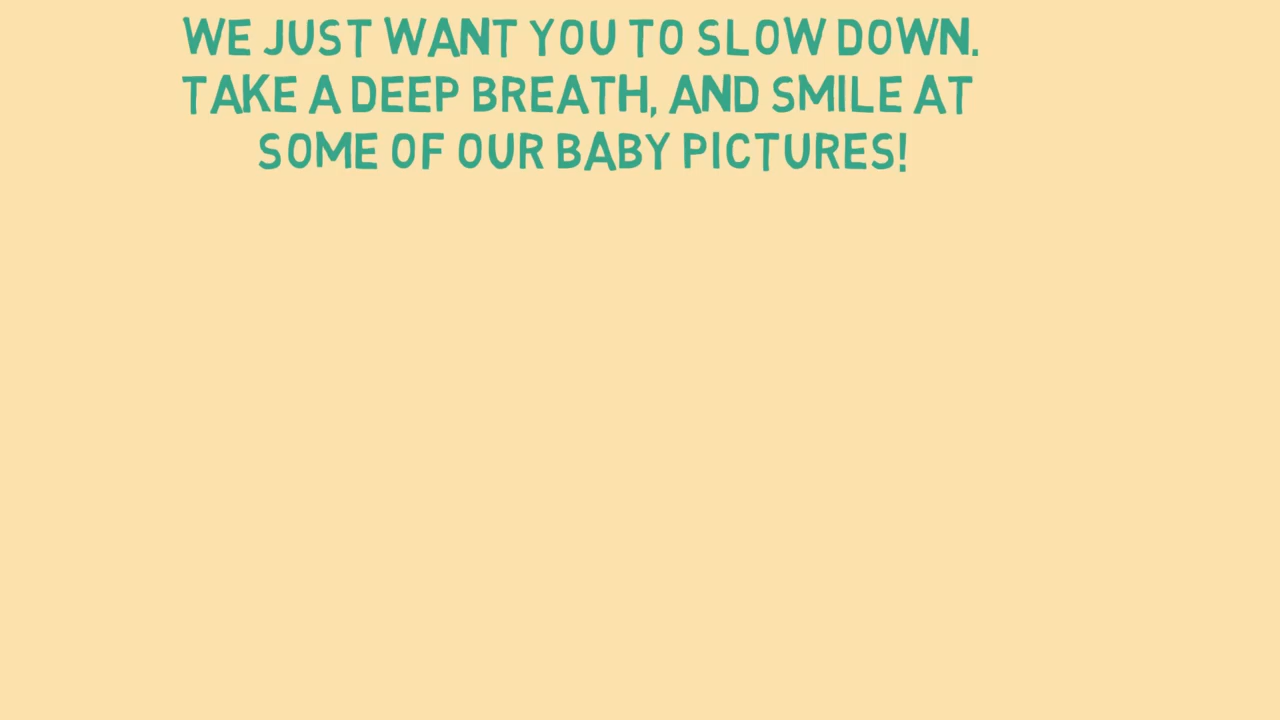 WE JUST WANT YOU TO SLOW DOWN.
TAKE A DEEP BREATH, AND SMILE AT
SOME OF OUR BABY PICTURES!